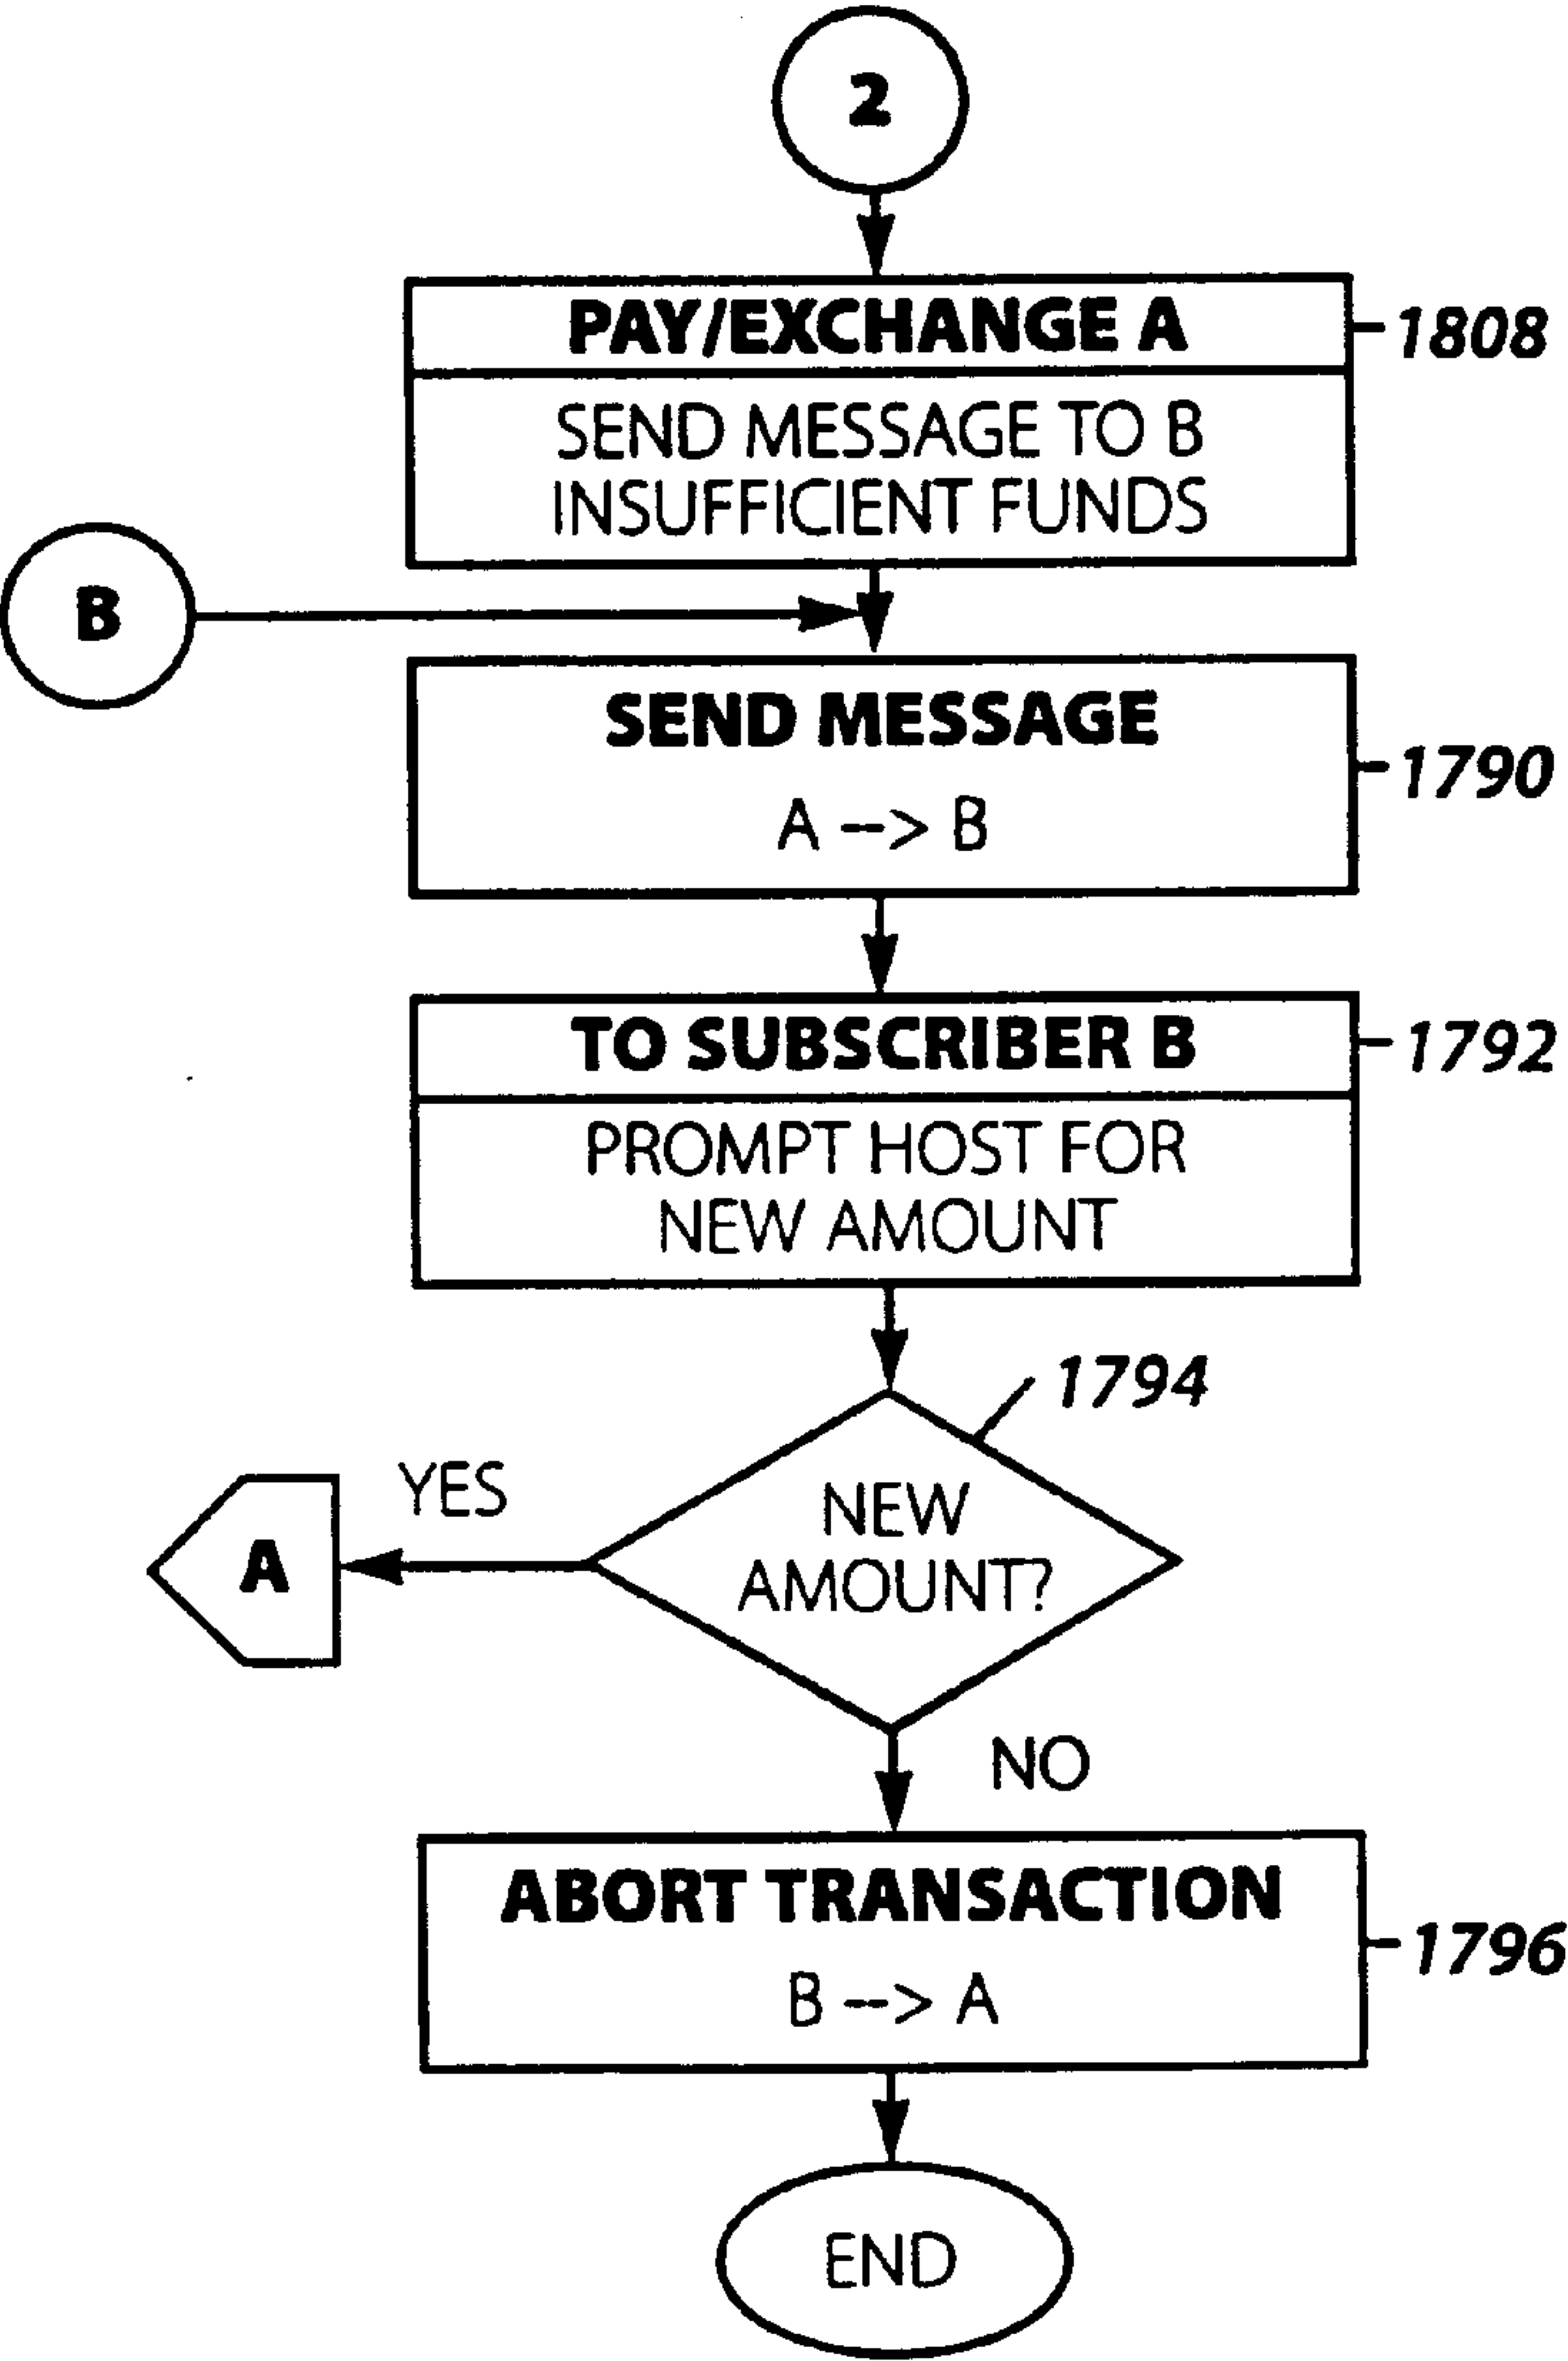 2
PAY/EXCHANGE A
1808
SEND MESSAGE TO B
INSUFFICIENT FUNDS
B
SEND MESSAGE
1790
A --> B
TO SUBSCRIBER B
1792
PROMPT HOST FOR
NEW AMOUNT
1794
YES
NEW
AMOUNT?
A
NO
ABORT TRANSACTION
1796
B --> A
END